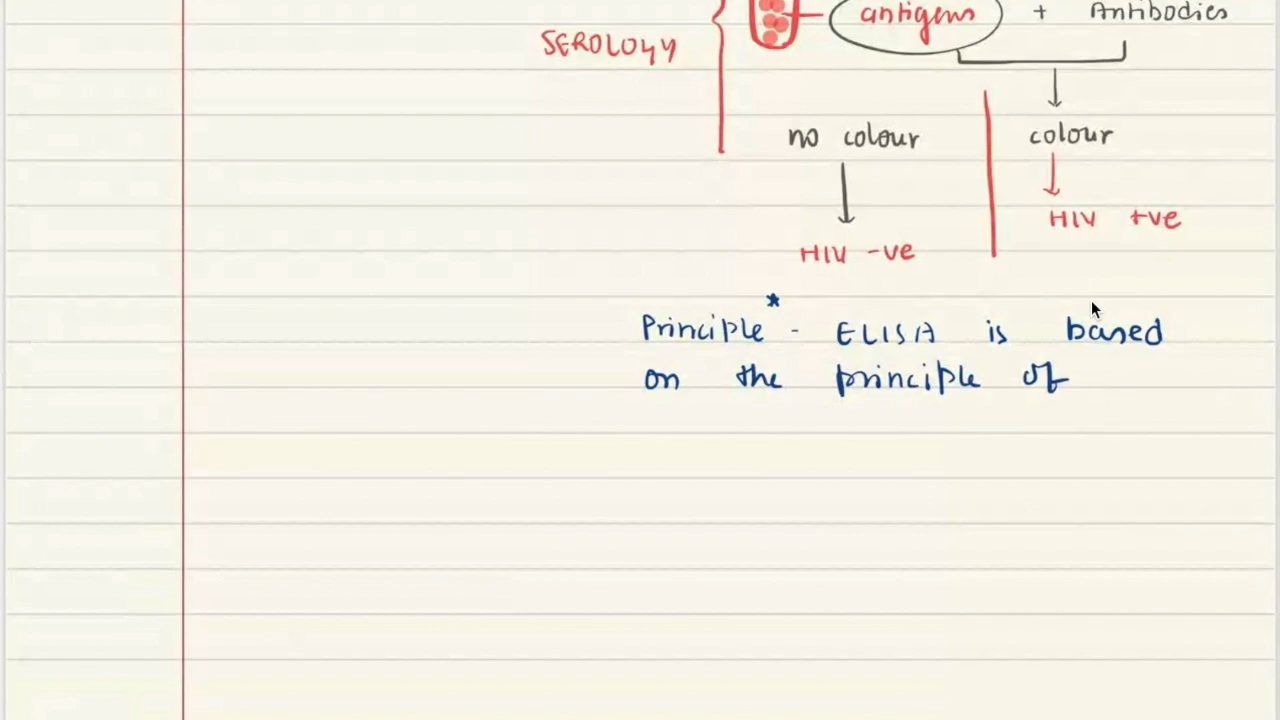 antigens + Antibodies
SEROLOGY
no colour colour
HIV +ve
HIV -ve
Principle* - ELISA is based
on the principle of